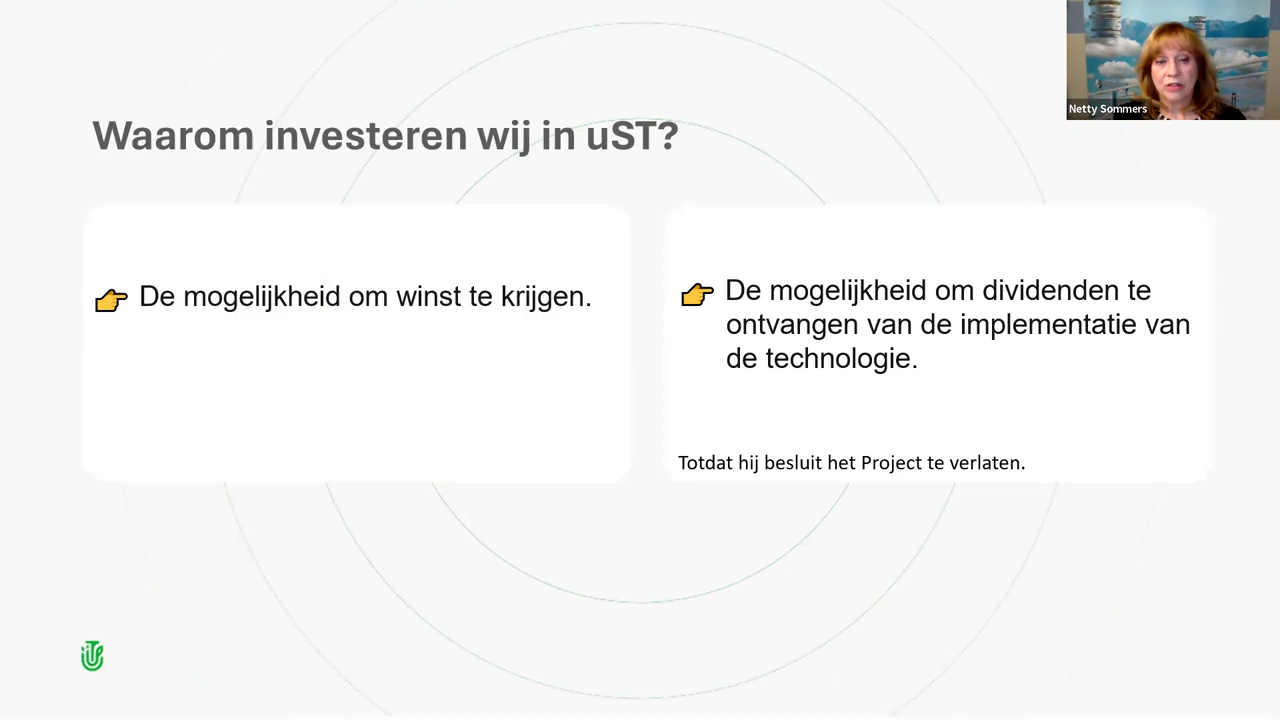 Netty Sommers
Waarom investeren wij in uST?
De mogelijkheid om winst te krijgen.
De mogelijkheid om dividenden te
ontvangen van de implementatie van
de technologie.
Totdat hij besluit het Project te verlaten.